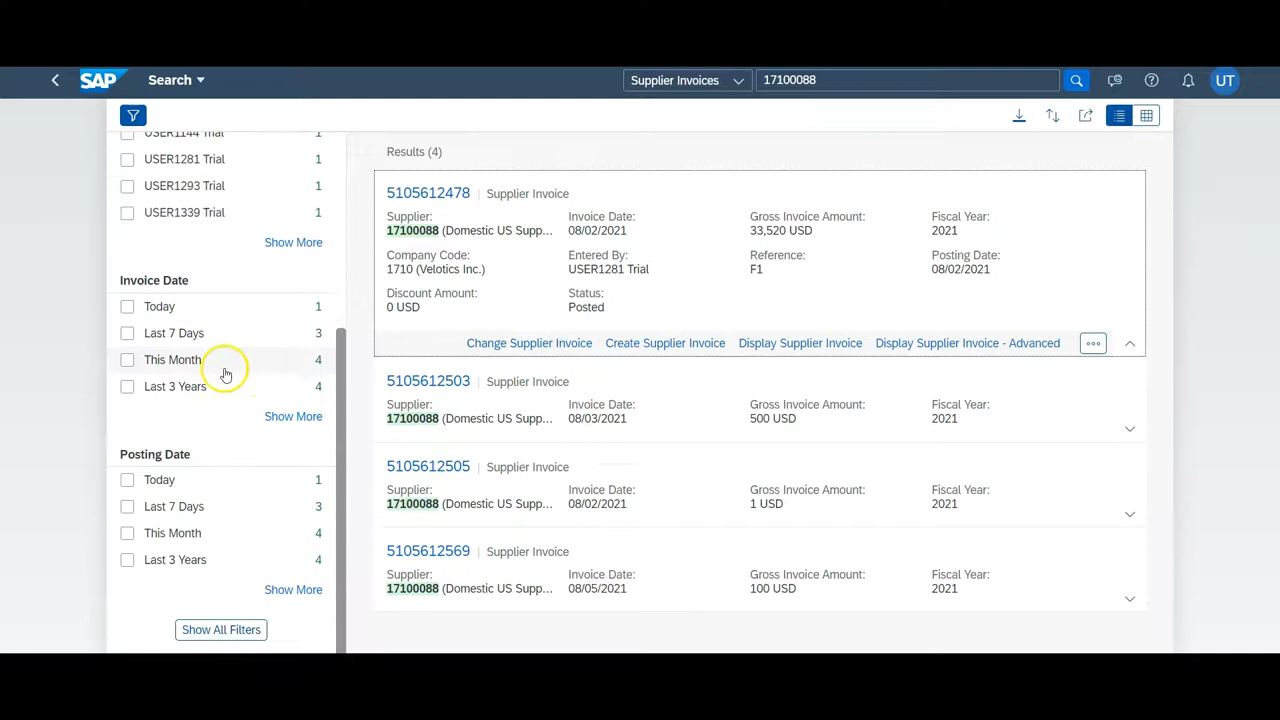 SAP
Search
Supplier Invoices
17100088
UT
USER1144 Trial 1
USER1281 Trial 1
USER1293 Trial 1
USER1339 Trial 1
Show More
Invoice Date
Today 1
Last 7 Days 3
This Month 4
Last 3 Years 4
Show More
Posting Date
Today 1
Last 7 Days 3
This Month 4
Last 3 Years 4
Show More
Show All Filters
Results (4)
5105612478 | Supplier Invoice
Supplier: Invoice Date: Gross Invoice Amount: Fiscal Year:
17100088 (Domestic US Supp... 08/02/2021 33,520 USD 2021
Company Code: Entered By: Reference: Posting Date:
1710 (Velotics Inc.) USER1281 Trial F1 08/02/2021
Discount Amount: Status:
0 USD Posted
Change Supplier Invoice Create Supplier Invoice Display Supplier Invoice Display Supplier Invoice - Advanced
5105612503 | Supplier Invoice
Supplier: Invoice Date: Gross Invoice Amount: Fiscal Year:
17100088 (Domestic US Supp... 08/03/2021 500 USD 2021
5105612505 | Supplier Invoice
Supplier: Invoice Date: Gross Invoice Amount: Fiscal Year:
17100088 (Domestic US Supp... 08/02/2021 1 USD 2021
5105612569 | Supplier Invoice
Supplier: Invoice Date: Gross Invoice Amount: Fiscal Year:
17100088 (Domestic US Supp... 08/05/2021 100 USD 2021